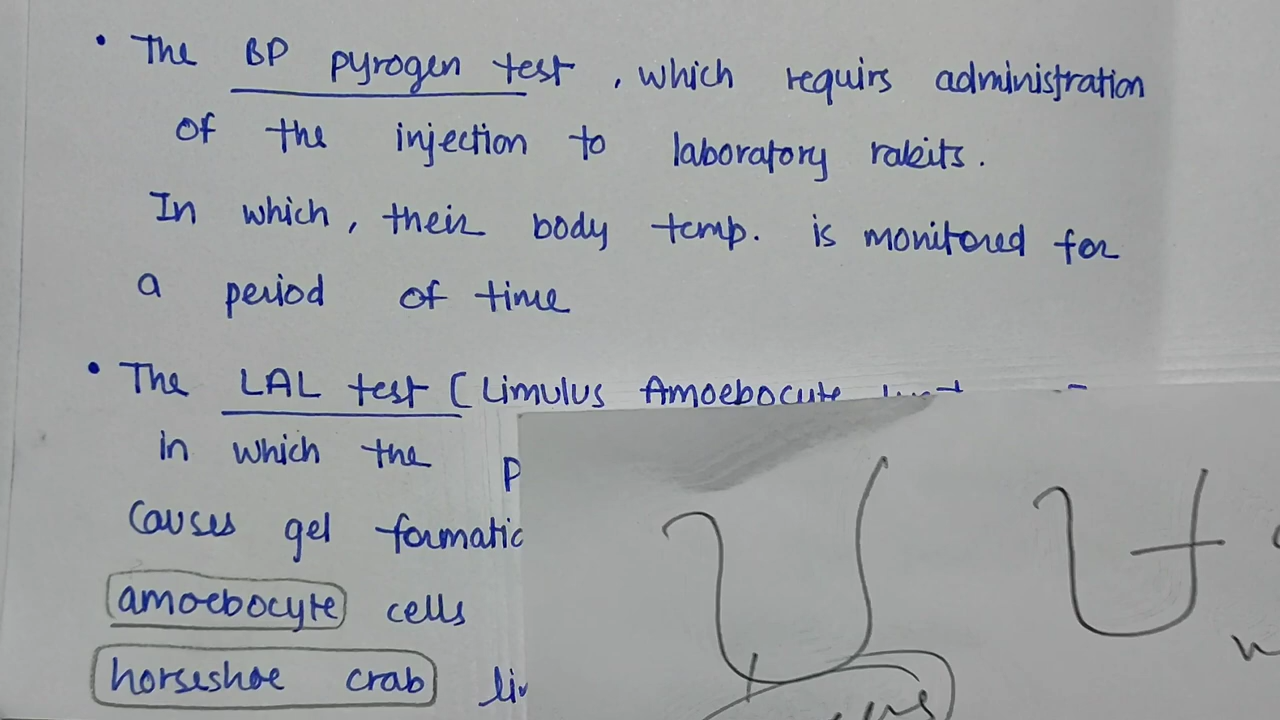 • The BP pyrogen test, which requirs administration
of the injection to laboratory rabits.
In which, their body temp. is monitored for
a period of time
• The LAL test (Limulus Amoebocyte
in which the
causes gel
amoebocyte cells
horseshoe crab